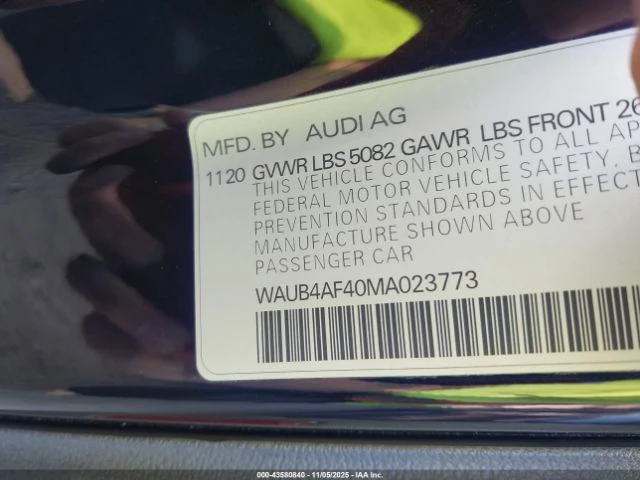 MFD. BY AUDI AG
1120 GVWR LBS 5082 GAWR LBS FRONT 26
THIS VEHICLE CONFORMS TO ALL AP
FEDERAL MOTOR VEHICLE SAFETY, B
PREVENTION STANDARDS IN EFFECT
MANUFACTURE SHOWN ABOVE
PASSENGER CAR
WAUB4AF40MA023773
000-43580840 - 11/05/2025 - IAA Inc.